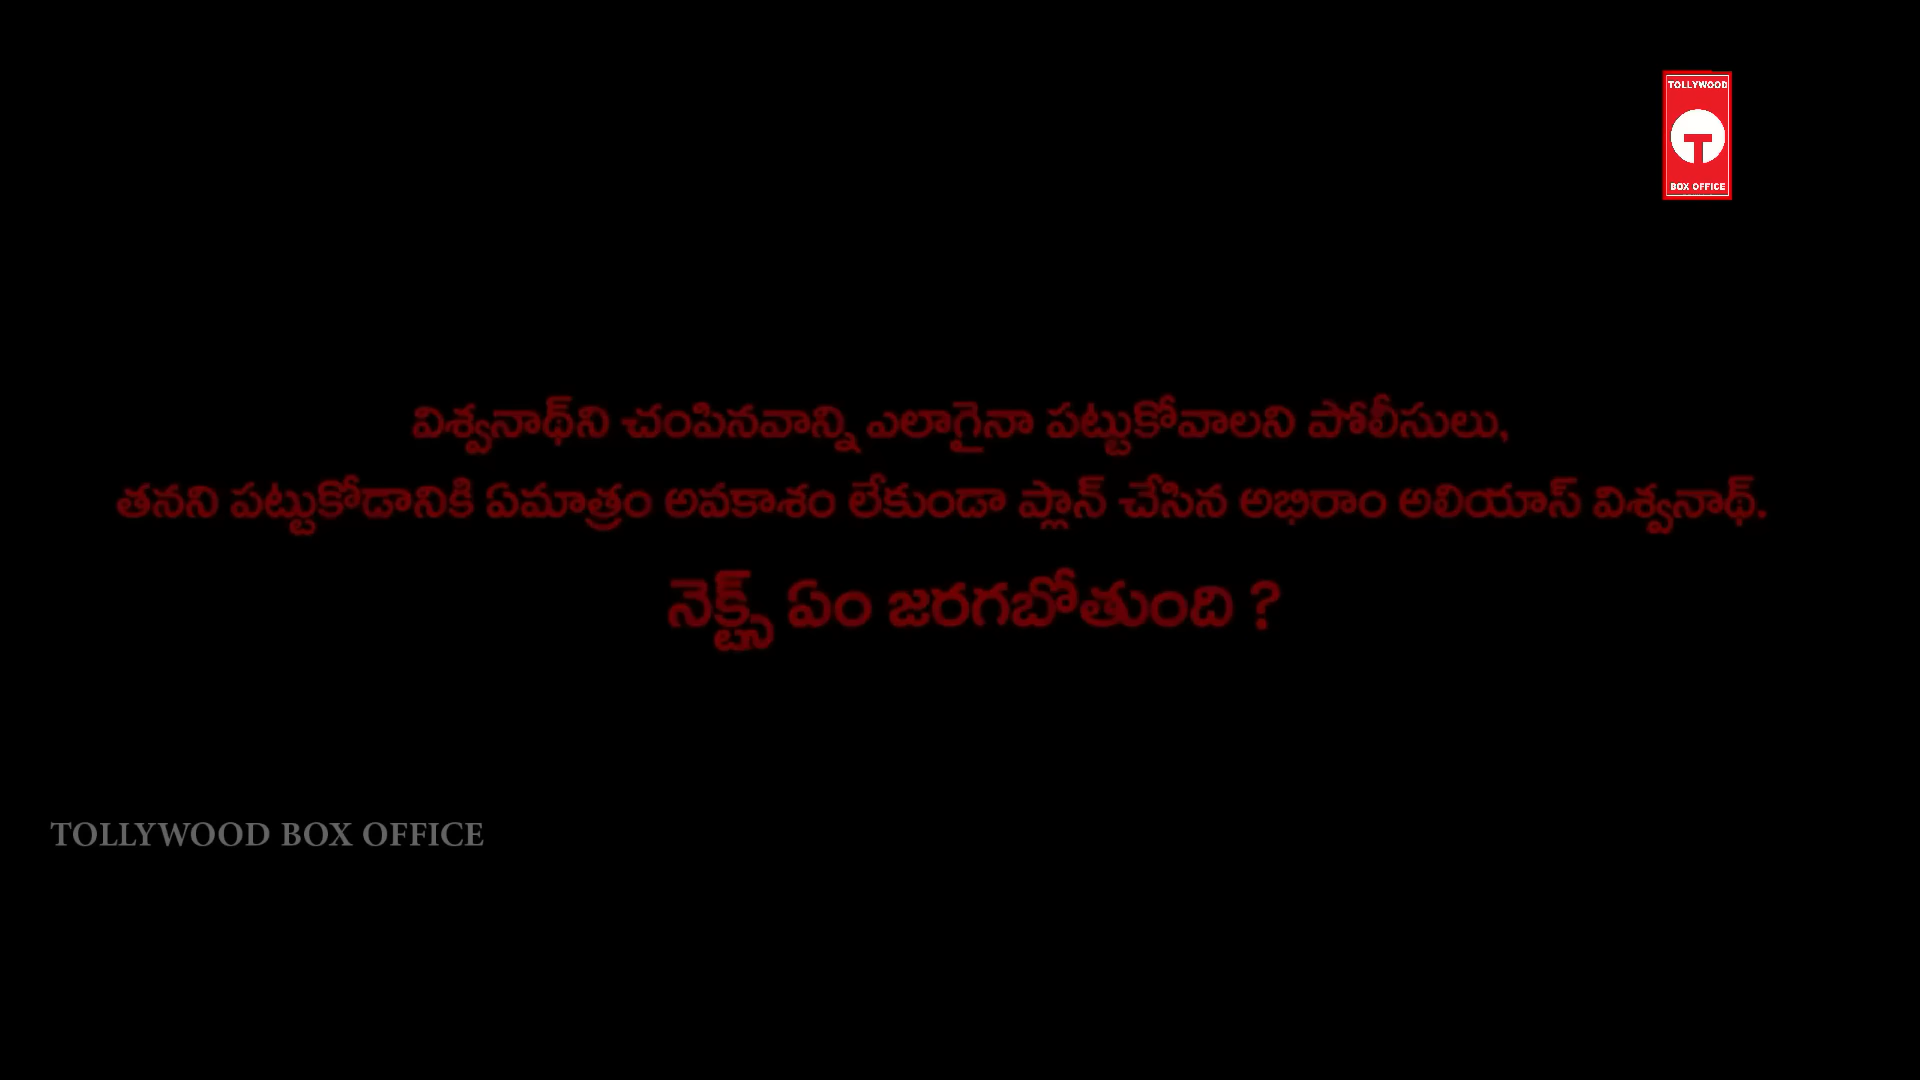 TOLLYWOOD
T
BOX OFFICE
విశ్వనాథ్‌ని చంపినవాన్ని ఎలాగైనా పట్టుకోవాలని పోలీసులు,
తనని పట్టుకోడానికి ఏమాత్రం అవకాశం లేకుండా ప్లాన్ చేసిన అభిరాం అలియాస్ విశ్వనాథ్.
నెక్ట్స్ ఏం జరగబోతుంది ?
TOLLYWOOD BOX OFFICE